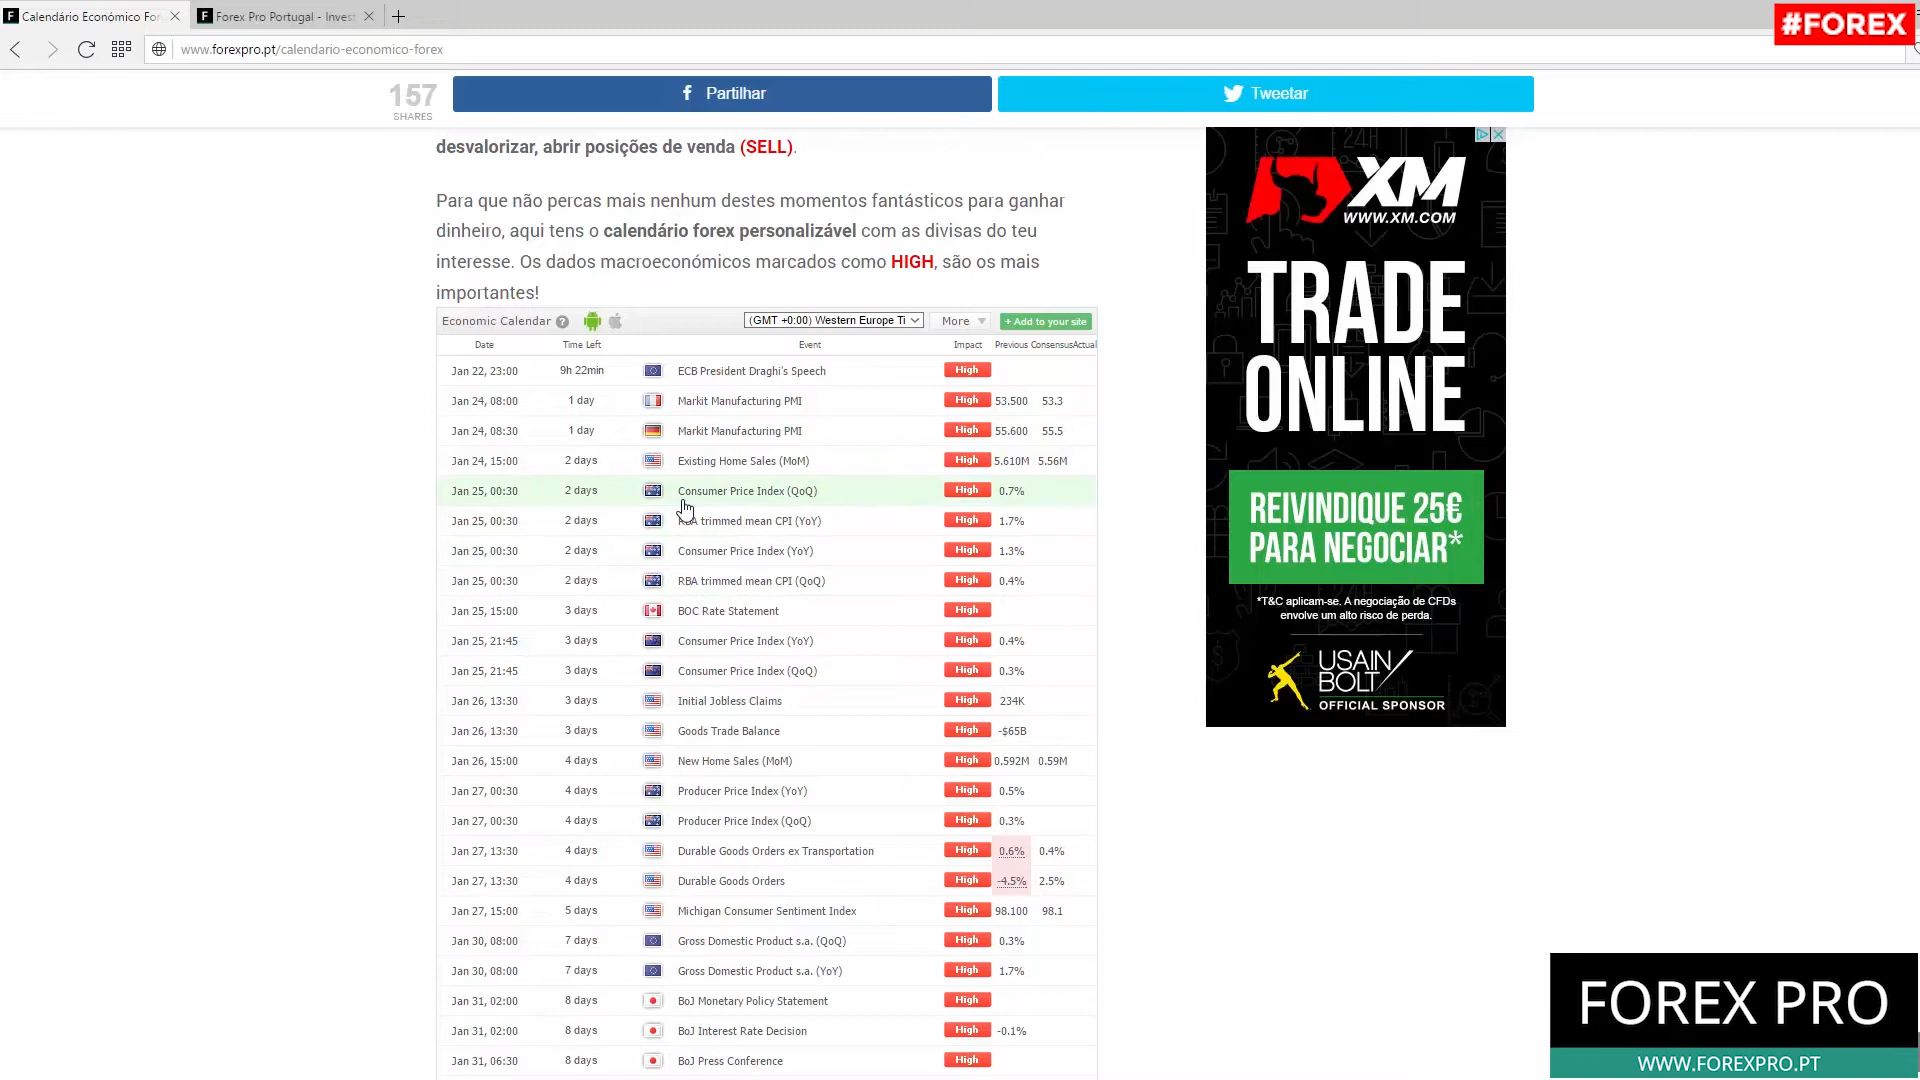 Calendário Económico For
Forex Pro Portugal - Invest
#FOREX
www.forexpro.pt/calendario-economico-forex
157
SHARES
Partilhar
Tweetar
desvalorizar, abrir posições de venda (SELL).
Para que não percas mais nenhum destes momentos fantásticos para ganhar
dinheiro, aqui tens o calendário forex personalizável com as divisas do teu
interesse. Os dados macroeconómicos marcados como HIGH, são os mais
importantes!
Economic Calendar ? (GMT +0:00) Western Europe Ti More + Add to your site
Date Time Left Event Impact Previous Consensus Actual
Jan 22, 23:00 9h 22min ECB President Draghi's Speech High
Jan 24, 08:00 1 day Markit Manufacturing PMI High 53.500 53.3
Jan 24, 08:30 1 day Markit Manufacturing PMI High 55.600 55.5
Jan 24, 15:00 2 days Existing Home Sales (MoM) High 5.610M 5.56M
Jan 25, 00:30 2 days Consumer Price Index (QoQ) High 0.7%
Jan 25, 00:30 2 days RBA trimmed mean CPI (YoY) High 1.7%
Jan 25, 00:30 2 days Consumer Price Index (YoY) High 1.3%
Jan 25, 00:30 2 days RBA trimmed mean CPI (QoQ) High 0.4%
Jan 25, 15:00 3 days BOC Rate Statement High
Jan 25, 21:45 3 days Consumer Price Index (YoY) High 0.4%
Jan 25, 21:45 3 days Consumer Price Index (QoQ) High 0.3%
Jan 26, 13:30 3 days Initial Jobless Claims High 234K
Jan 26, 13:30 3 days Goods Trade Balance High -$65B
Jan 26, 15:00 4 days New Home Sales (MoM) High 0.592M 0.59M
Jan 27, 00:30 4 days Producer Price Index (YoY) High 0.5%
Jan 27, 00:30 4 days Producer Price Index (QoQ) High 0.3%
Jan 27, 13:30 4 days Durable Goods Orders ex Transportation High 0.6% 0.4%
Jan 27, 13:30 4 days Durable Goods Orders High -4.5% 2.5%
Jan 27, 15:00 5 days Michigan Consumer Sentiment Index High 98.100 98.1
Jan 30, 08:00 7 days Gross Domestic Product s.a. (QoQ) High 0.3%
Jan 30, 08:00 7 days Gross Domestic Product s.a. (YoY) High 1.7%
Jan 31, 02:00 8 days BoJ Monetary Policy Statement High
Jan 31, 02:00 8 days BoJ Interest Rate Decision High -0.1%
Jan 31, 06:30 8 days BoJ Press Conference High
XM
WWW.XM.COM
TRADE
ONLINE
REIVINDIQUE 25€
PARA NEGOCIAR*
*T&C aplicam-se. A negociação de CFDs
envolve um alto risco de perda.
USAIN
BOLT
OFFICIAL SPONSOR
FOREX PRO
WWW.FOREXPRO.PT